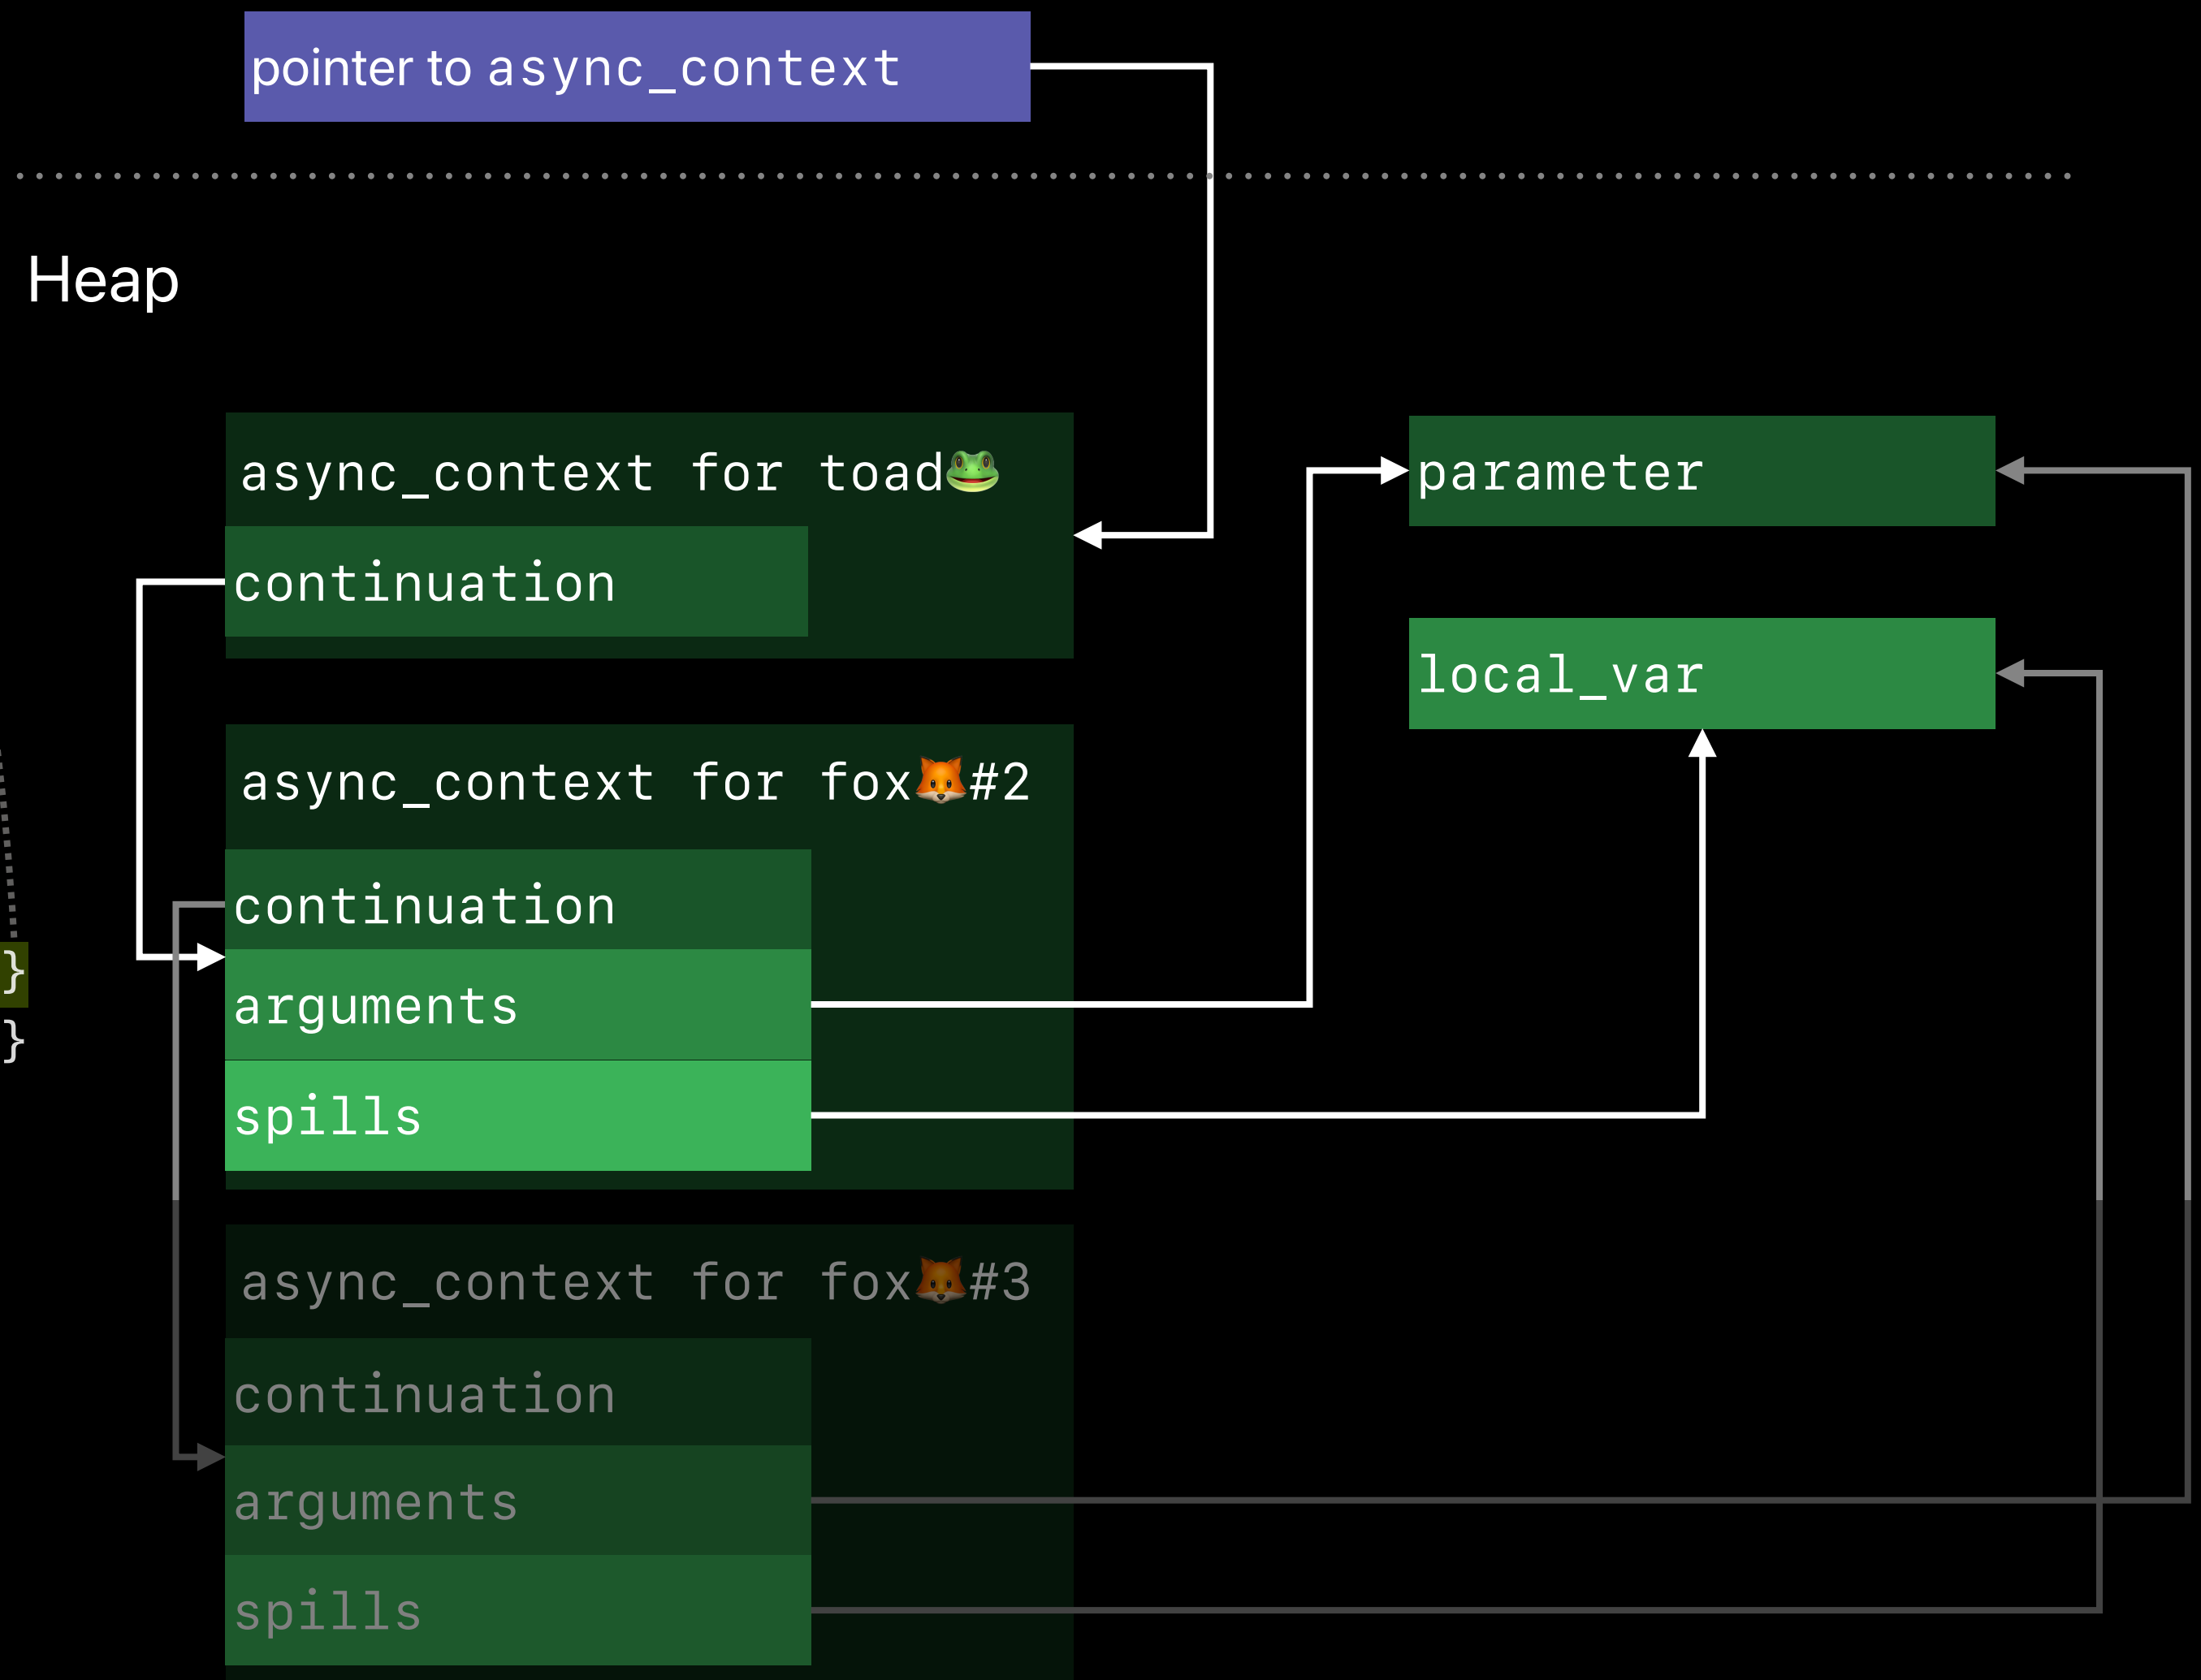 pointer to async_context
Heap
async_context for toad🐸
continuation
parameter
local_var
async_context for fox🦊#2
continuation
arguments
spills
}
}
async_context for fox🦊#3
continuation
arguments
spills